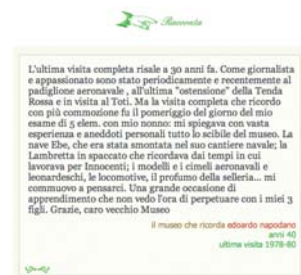 Racconta
L'ultima visita completa risale a 30 anni fa. Come giornalista
e appassionato sono stato periodicamente e recentemente al
padiglione aeronavale , all'ultima "ostensione" della Tenda
Rossa e in visita al Toti. Ma la visita completa che ricordo
con più commozione fu il pomeriggio del giorno del mio
esame di 5 elem. con mio nonno: mi spiegava con vasta
esperienza e aneddoti personali tutto lo scibile del museo. La
nave Ebe, che era stata smontata nel suo cantiere navale; la
Lambretta in spaccato che ricordava dai tempi in cui
lavorava per Innocenti; i modelli e i cimeli aeronavali e
leonardeschi, le locomotive, il profumo della selleria... mi
commuovo a pensarci. Una grande occasione di
apprendimento che non vedo l'ora di perpetuare con i miei 3
figli. Grazie, caro vecchio Museo
il museo che ricorda edoardo napodano
anni 40
ultima visita 1978-80